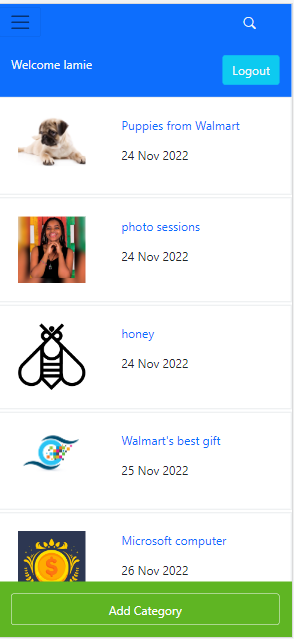 Welcome lamie
Logout
Puppies from Walmart
24 Nov 2022
photo sessions
24 Nov 2022
honey
24 Nov 2022
Walmart's best gift
25 Nov 2022
Microsoft computer
26 Nov 2022
Add Category